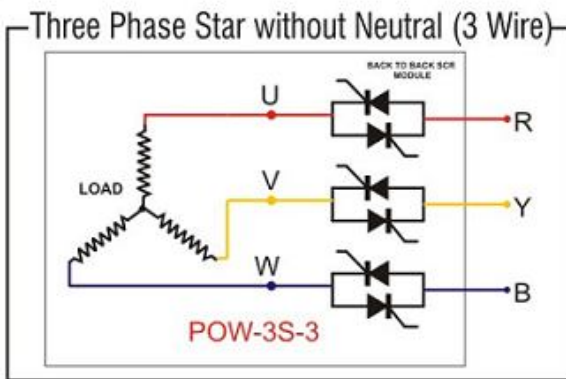 Three Phase Star without Neutral (3 Wire)
BACK TO BACK SCR
MODULE
U
R
LOAD
V
Y
W
B
POW-3S-3